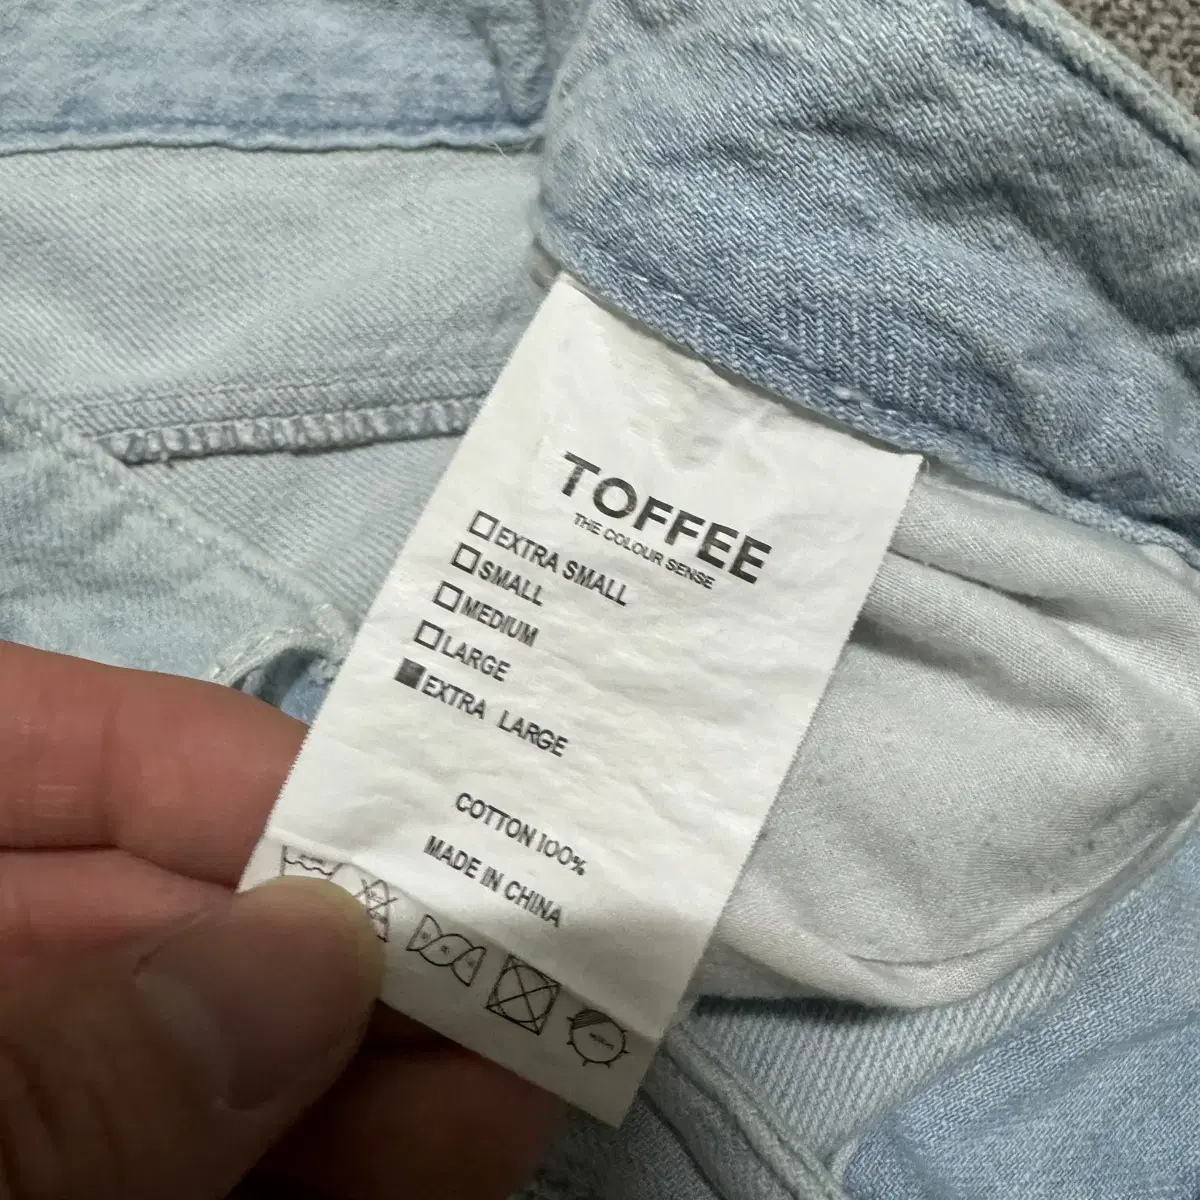 TOFFEE
THE COLOUR SENSE
EXTRA SMALL
SMALL
MEDIUM
LARGE
EXTRA LARGE
COTTON 100%
MADE IN CHINA